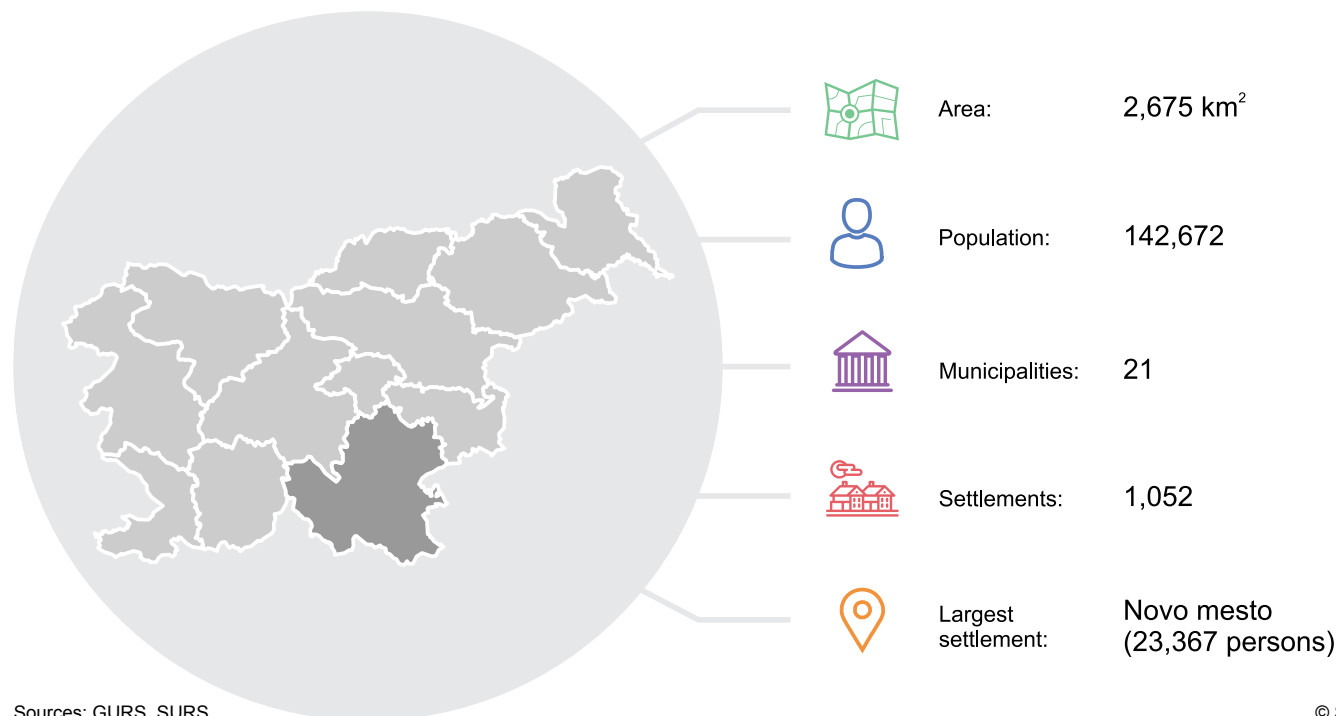 Area: 2,675 km²
Population: 142,672
Municipalities: 21
Settlements: 1,052
Largest settlement: Novo mesto (23,367 persons)
Sources: GURS, SURS
©